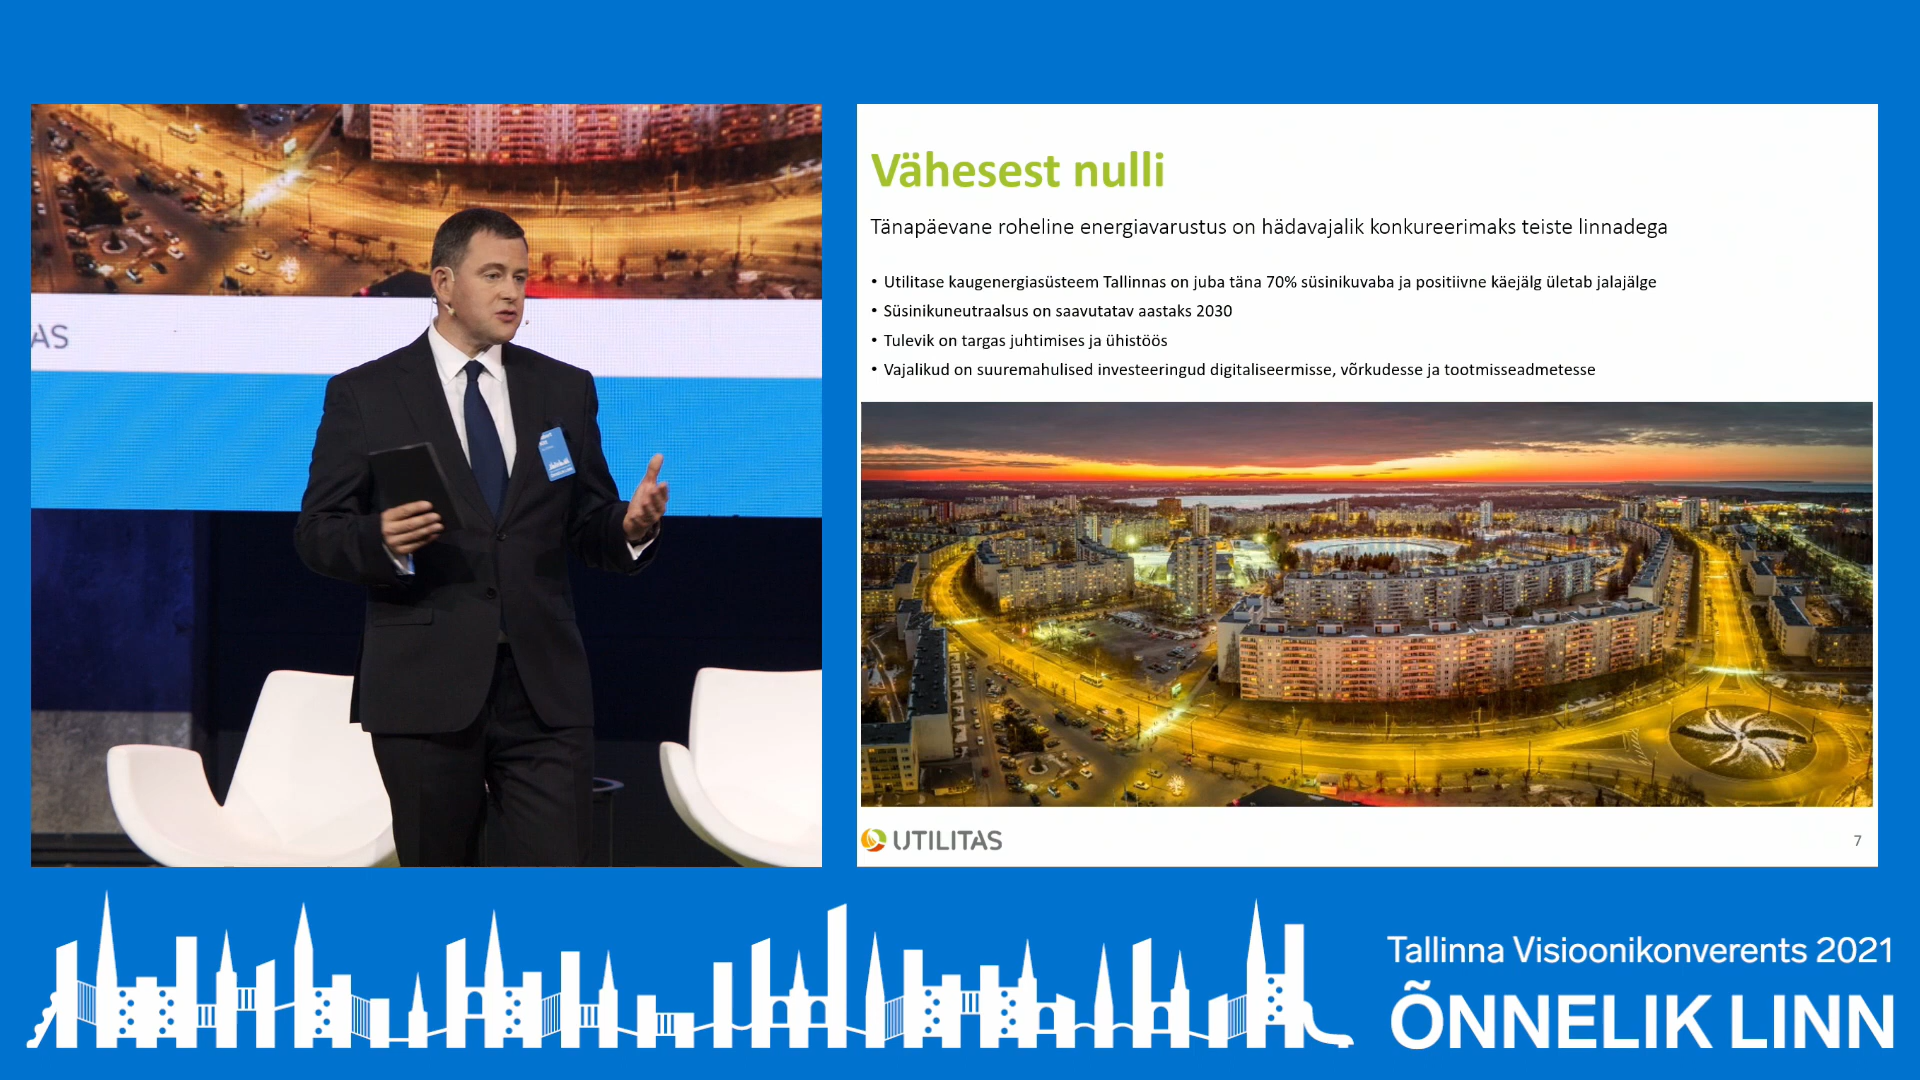 AS
Vähesest nulli
Tänapäevane roheline energiavarustus on hädavajalik konkureerimaks teiste linnadega
• Utilitase kaugenergiasüsteem Tallinnas on juba täna 70% süsinikuvaba ja positiivne käejälg ületab jalajälge
• Süsinikuneutraalsus on saavutatav aastaks 2030
• Tulevik on targas juhtimises ja ühistöös
• Vajalikud on suuremahulised investeeringud digitaliseermisse, võrkudesse ja tootmisseadmetesse
UTILITAS
7
Tallinna Visioonikonverents 2021
ÕNNELIK LINN